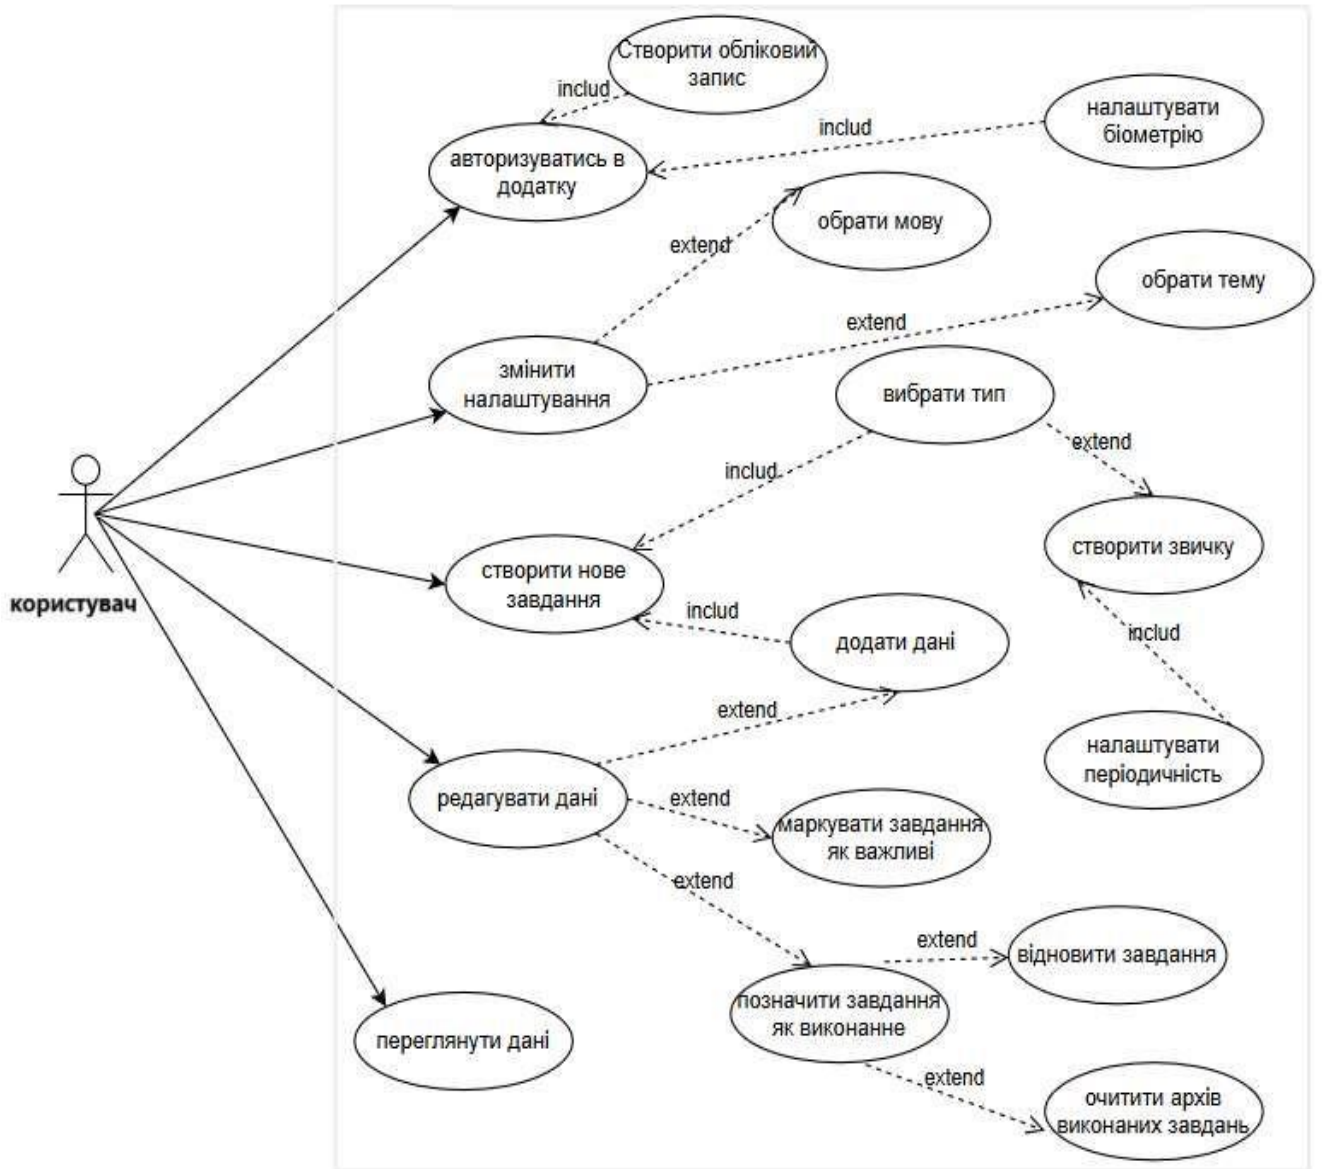 Створити обліковий
запис
includ
налаштувати
біометрію
includ
авторизуватись в
додатку
обрати мову
extend
обрати тему
extend
змінити
налаштування
вибрати тип
extend
includ
створити звичку
створити нове
завдання
користувач
includ
додати дані
includ
extend
налаштувати
періодичність
редагувати дані
extend
маркувати завдання
як важливі
extend
extend
відновити завдання
позначити завдання
як виконанне
переглянути дані
extend
очитити архів
виконаних завдань